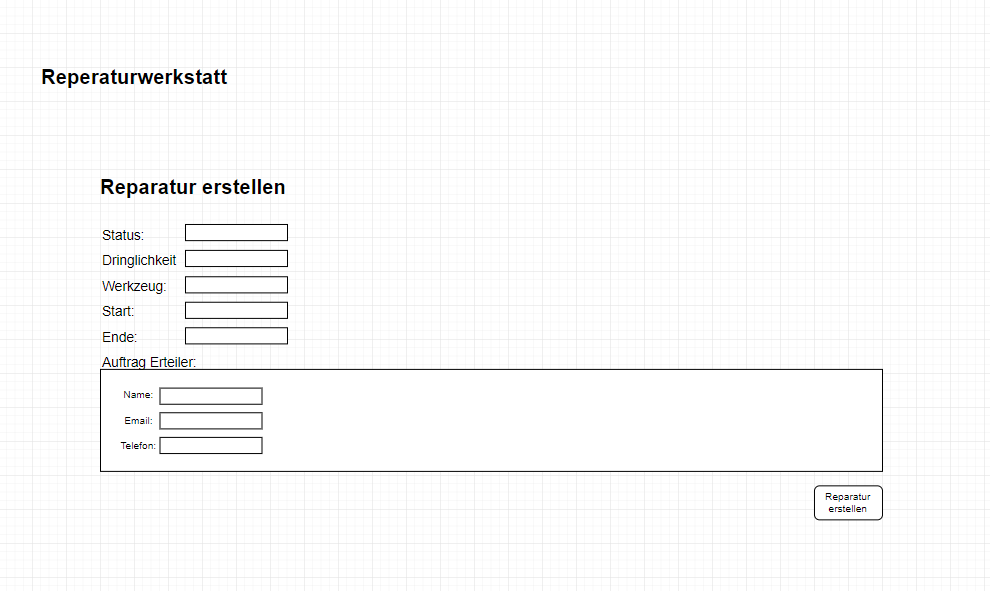 Reperaturwerkstatt
Reparatur erstellen
Status:
Dringlichkeit
Werkzeug:
Start:
Ende:
Auftrag Erteiler:
Name:
Email:
Telefon:
Reparatur
erstellen